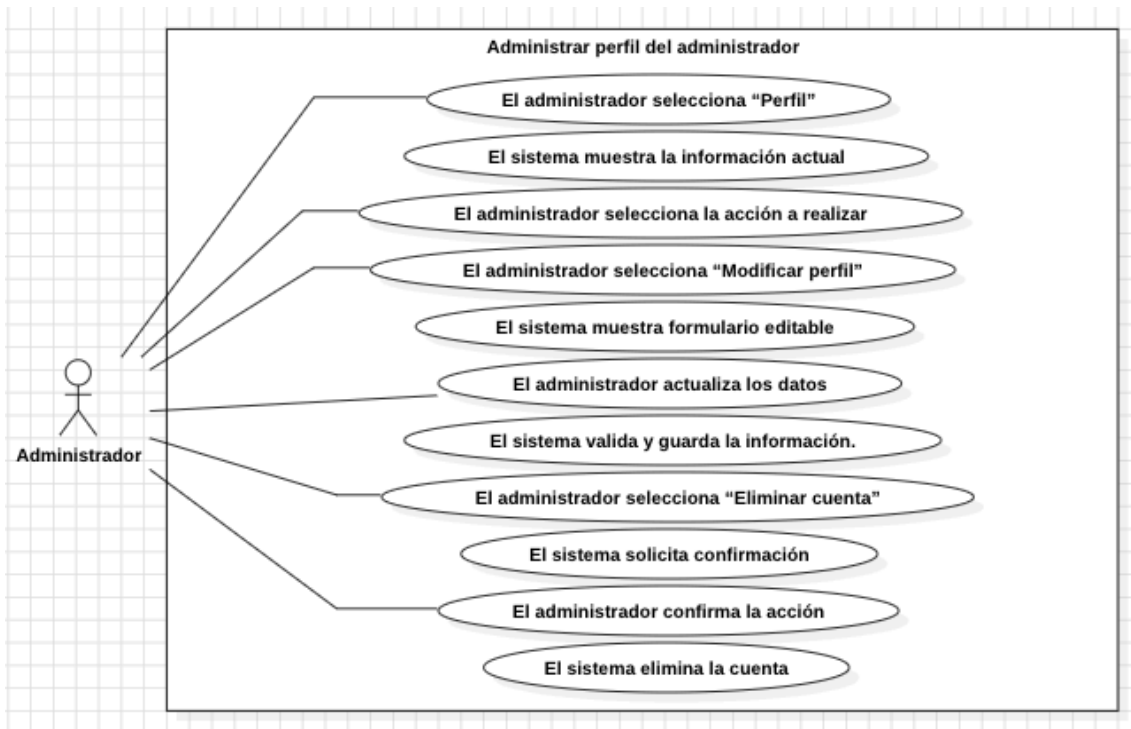 Administrar perfil del administrador
El administrador selecciona “Perfil”
El sistema muestra la información actual
El administrador selecciona la acción a realizar
El administrador selecciona “Modificar perfil”
El sistema muestra formulario editable
El administrador actualiza los datos
El sistema valida y guarda la información.
Administrador
El administrador selecciona “Eliminar cuenta”
El sistema solicita confirmación
El administrador confirma la acción
El sistema elimina la cuenta